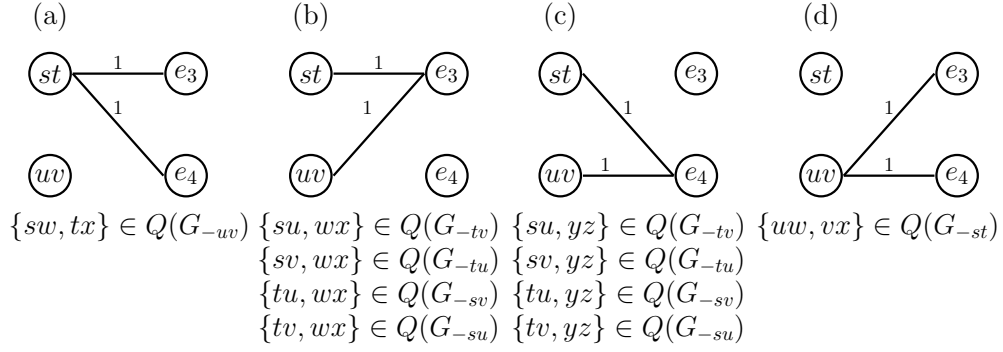 (a) (b) (c) (d)
st 1 e₃ st 1 e₃ st e₃ st e₃
1 1 1 1
uv e₄ uv e₄ uv 1 e₄ uv 1 e₄
{sw, tx} ∈ Q(G₋uv) {su, wx} ∈ Q(G₋tv) {su, yz} ∈ Q(G₋tv) {uw, vx} ∈ Q(G₋st)
{sv, wx} ∈ Q(G₋tu) {sv, yz} ∈ Q(G₋tu)
{tu, wx} ∈ Q(G₋sv) {tu, yz} ∈ Q(G₋sv)
{tv, wx} ∈ Q(G₋su) {tv, yz} ∈ Q(G₋su)